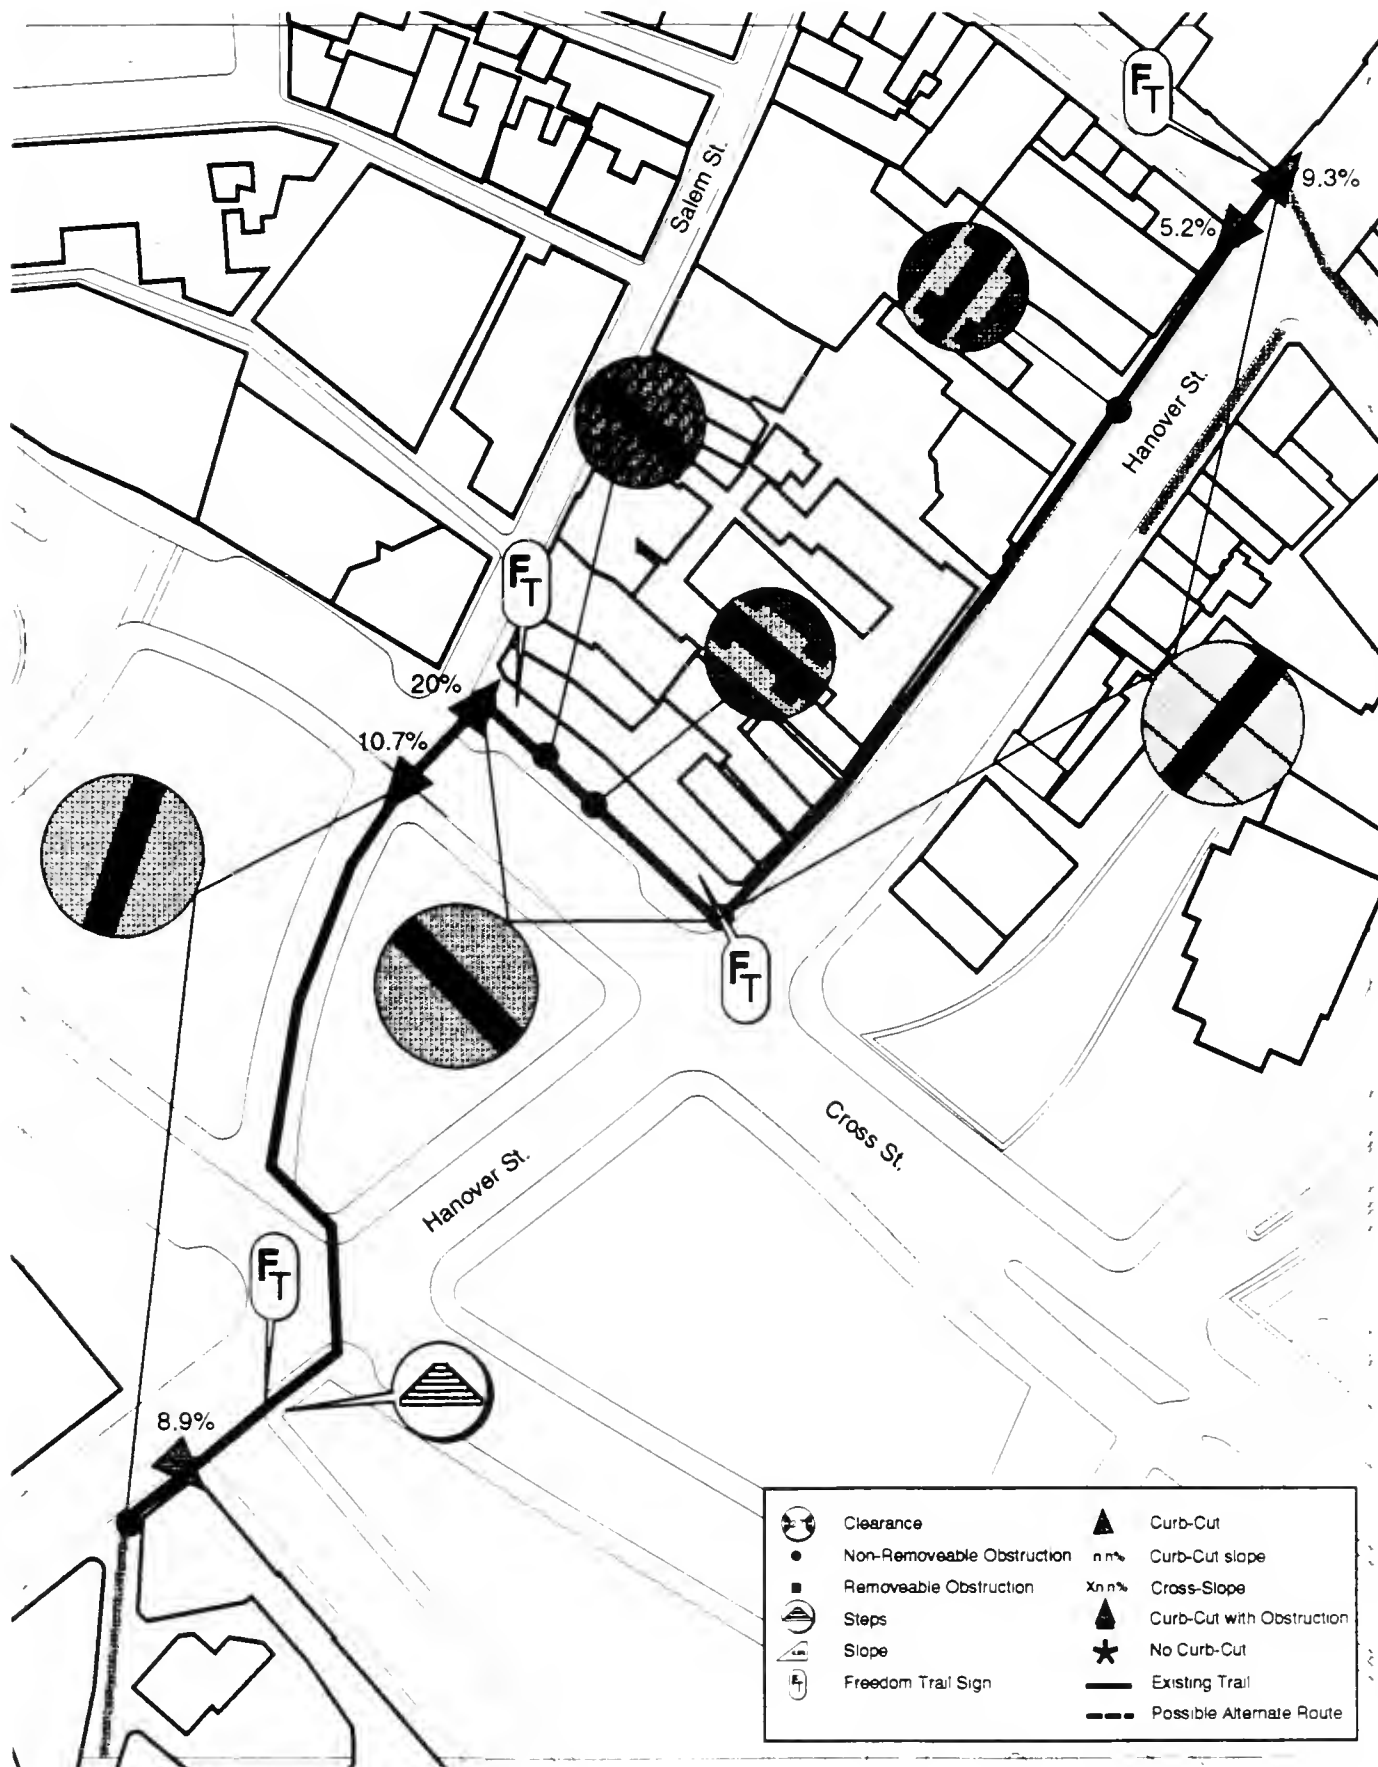 FT
9.3%
5.2%
Salem St.
Hanover St.
FT
20%
10.7%
FT
Cross St.
Hanover St.
FT
8.9%
Clearance
Non-Removeable Obstruction
Removeable Obstruction
Steps
Slope
FT
Freedom Trail Sign
Curb-Cut
n n% Curb-Cut slope
Xn n% Cross-Slope
Curb-Cut with Obstruction
No Curb-Cut
Existing Trail
Possible Alternate Route